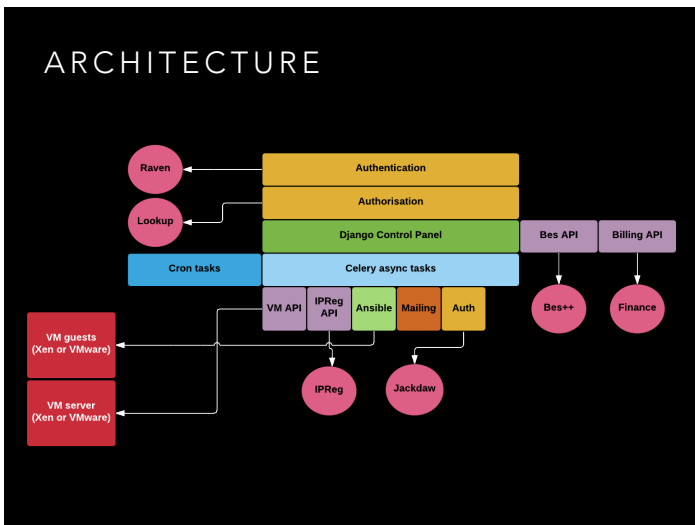 ARCHITECTURE
Raven
Authentication
Lookup
Authorisation
Django Control Panel
Bes API
Billing API
Cron tasks
Celery async tasks
VM API
IPReg
API
Ansible
Mailing
Auth
Bes++
Finance
VM guests
(Xen or VMware)
IPReg
Jackdaw
VM server
(Xen or VMware)